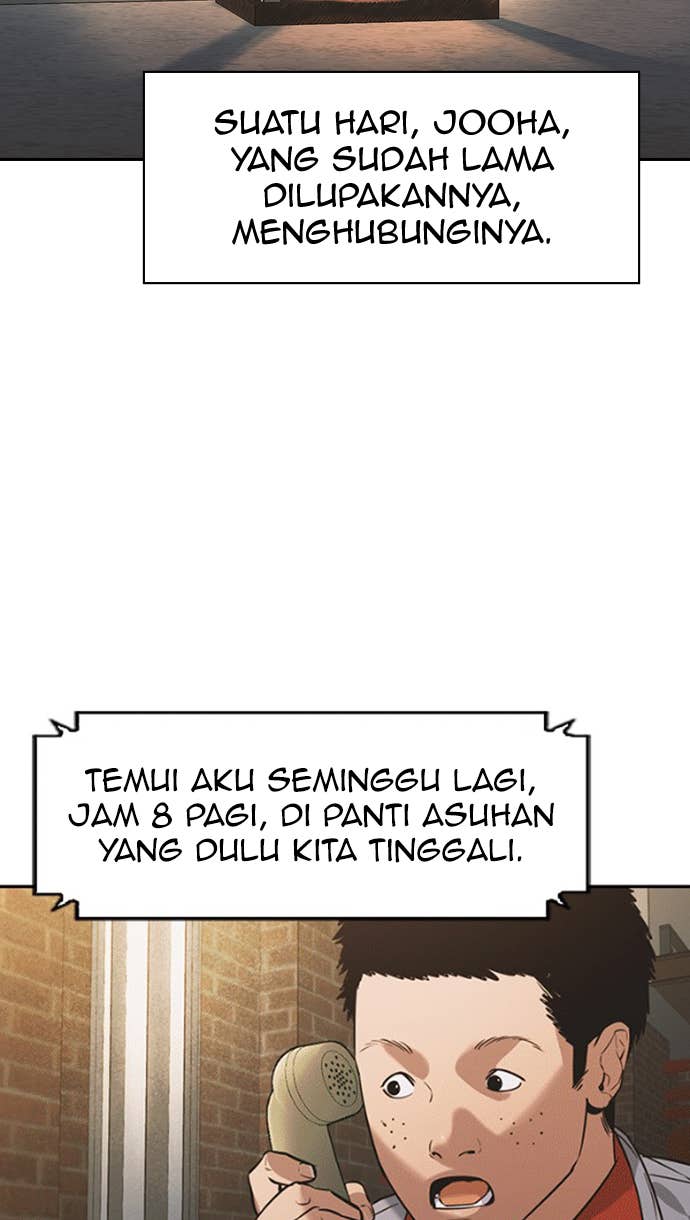 SUATU HARI, JOOHA,
YANG SUDAH LAMA
DILUPAKANNYA,
MENGHUBUNGINYA.
TEMUI AKU SEMINGGU LAGI,
JAM 8 PAGI, DI PANTI ASUHAN
YANG DULU KITA TINGGALI.